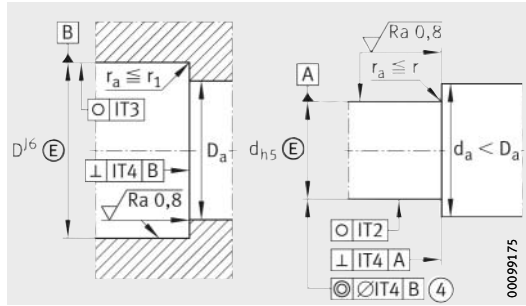 B
r_a ≦ r_1
○ IT3
D^J6 Ⓔ
⊥ IT4 B
D_a
Ra 0,8
Ra 0,8
r_a ≦ r
A
d_h5 Ⓔ
d_a < D_a
○ IT2
⊥ IT4 A
◎ ∅IT4 B ④
00099175